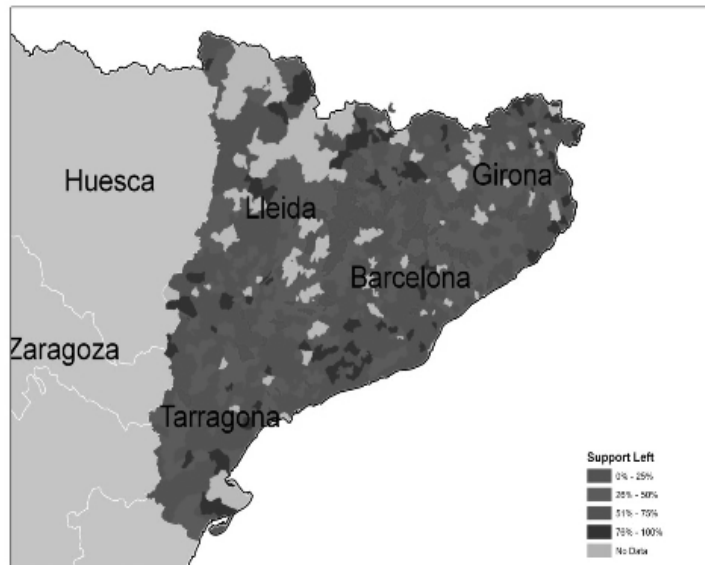 Huesca
Girona
Lleida
Barcelona
Zaragoza
Tarragona
Support Left
0% - 25%
26% - 50%
51% - 75%
76% - 100%
No Data